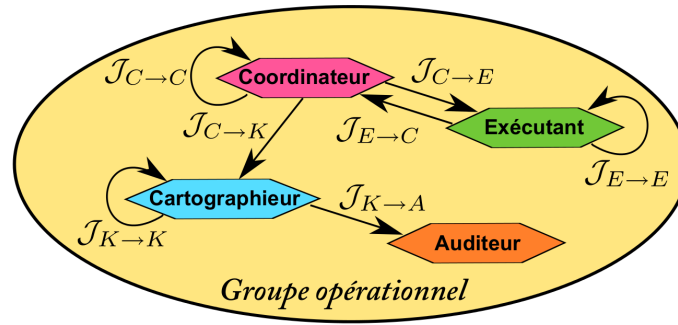 𝒥C→C
Coordinateur
𝒥C→E
𝒥C→K
𝒥E→C
Exécutant
𝒥E→E
Cartographieur
𝒥K→K
𝒥K→A
Auditeur
Groupe opérationnel